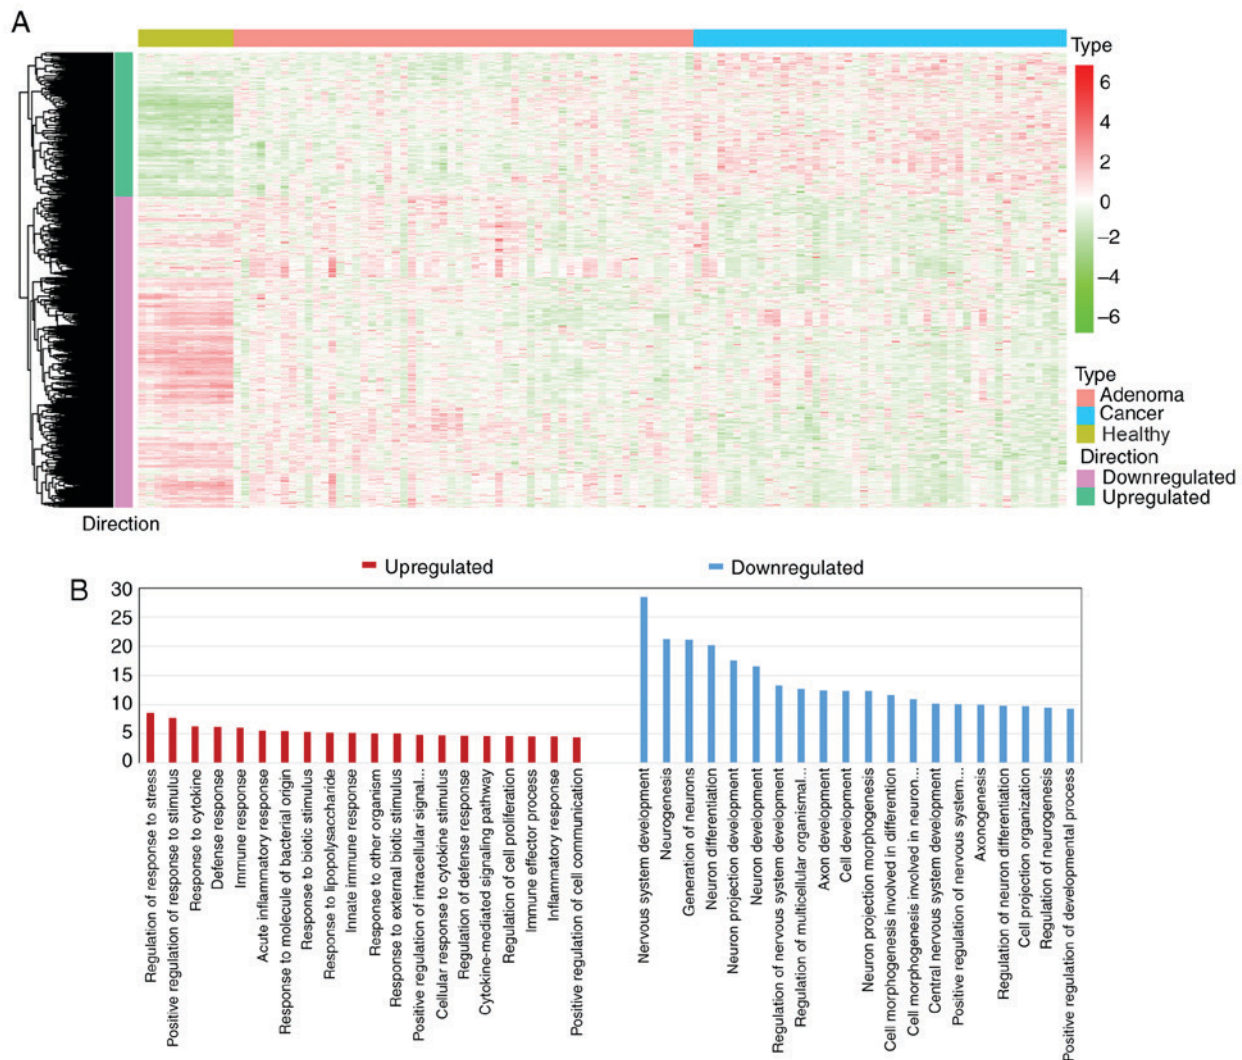 A
Type
6
4
2
0
−2
−4
−6
Type
Adenoma
Cancer
Healthy
Direction
Downregulated
Upregulated
Direction
B
Upregulated
Downregulated
30
25
20
15
10
5
0
Regulation of response to stress
Positive regulation of response to stimulus
Response to cytokine
Defense response
Immune response
Acute inflammatory response
Response to molecule of bacterial origin
Response to biotic stimulus
Response to lipopolysaccharide
Innate immune response
Response to other organism
Response to external biotic stimulus
Positive regulation of intracellular signal...
Cellular response to cytokine stimulus
Regulation of defense response
Cytokine-mediated signaling pathway
Regulation of cell proliferation
Immune effector process
Inflammatory response
Positive regulation of cell communication
Nervous system development
Neurogenesis
Generation of neurons
Neuron differentiation
Neuron projection development
Neuron development
Regulation of nervous system development
Regulation of multicellular organismal...
Axon development
Cell development
Neuron projection morphogenesis
Cell morphogenesis involved in differention
Cell morphogenesis involved in neuron...
Central nervous system development
Positive regulation of nervous system...
Axonogenesis
Regulation of neuron differentiation
Cell projection organization
Regulation of neurogenesis
Positive regulation of developmental process